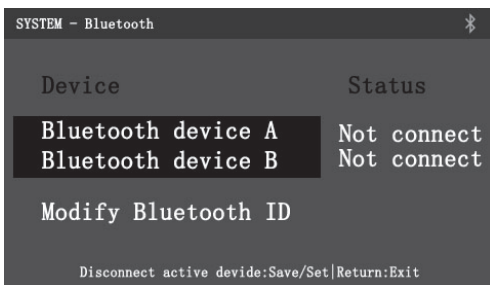 SYSTEM - Bluetooth
Device Status
Bluetooth device A Not connect
Bluetooth device B Not connect
Modify Bluetooth ID
Disconnect active devide:Save/Set|Return:Exit